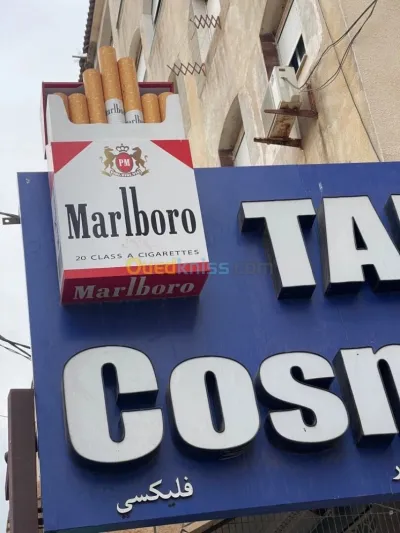 PM
Marlboro
20 CLASS A CIGARETTES
Marlboro
Ouedkniss.com
TA
Cosm
فليكسي